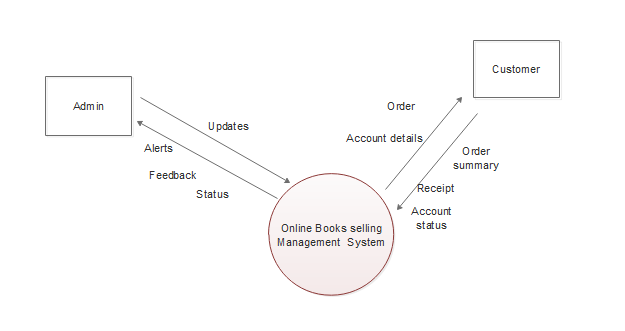 Customer
Admin
Order
Updates
Account details
Alerts
Order
summary
Feedback
Receipt
Status
Account
status
Online Books selling
Management System